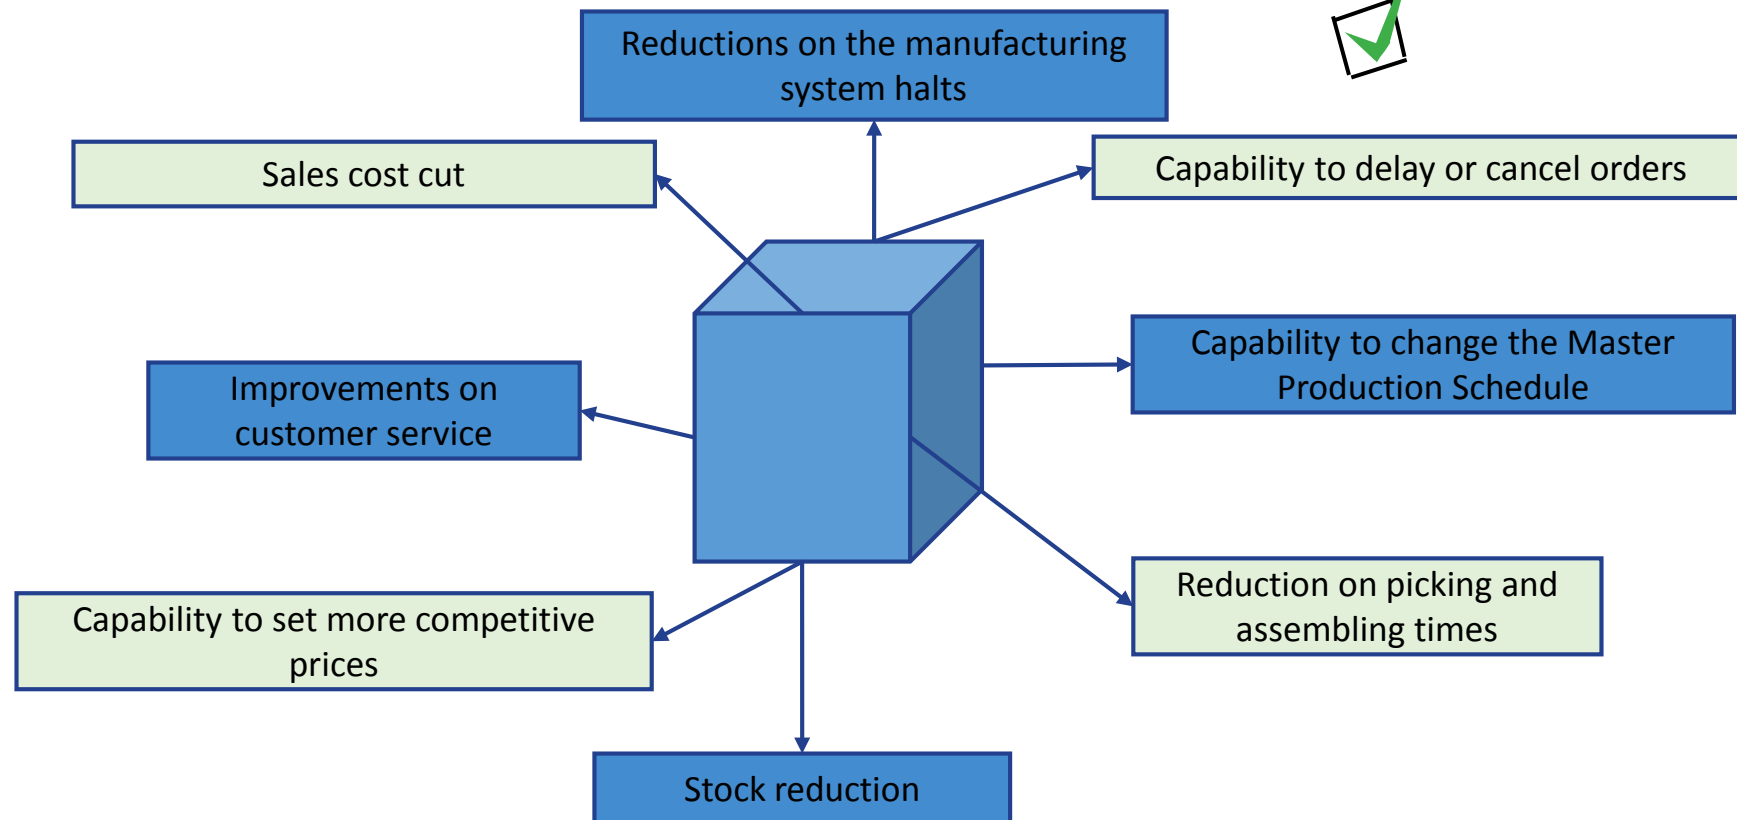 Reductions on the manufacturing
system halts
Sales cost cut
Capability to delay or cancel orders
Capability to change the Master
Production Schedule
Improvements on
customer service
Reduction on picking and
assembling times
Capability to set more competitive
prices
Stock reduction